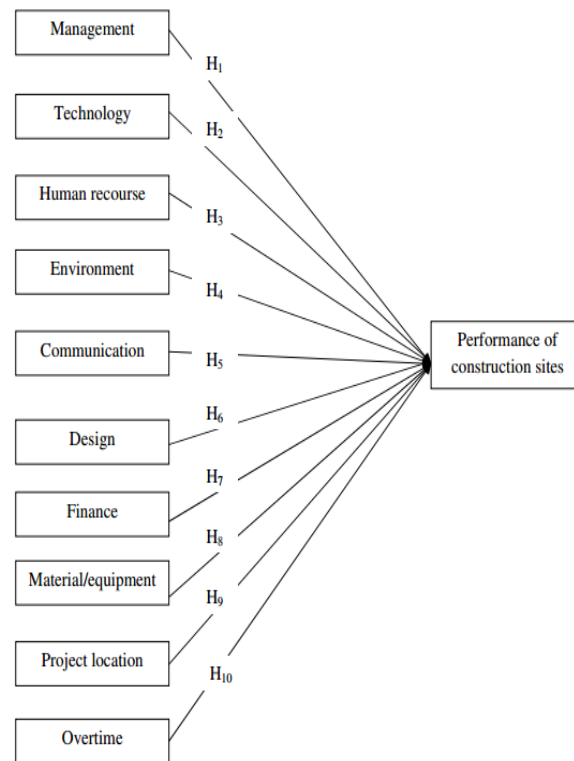 Management
H₁
Technology
H₂
Human recourse
H₃
Environment
H₄
Communication
H₅
Performance of
construction sites
Design
H₆
Finance
H₇
Material/equipment
H₈
Project location
H₉
Overtime
H₁₀